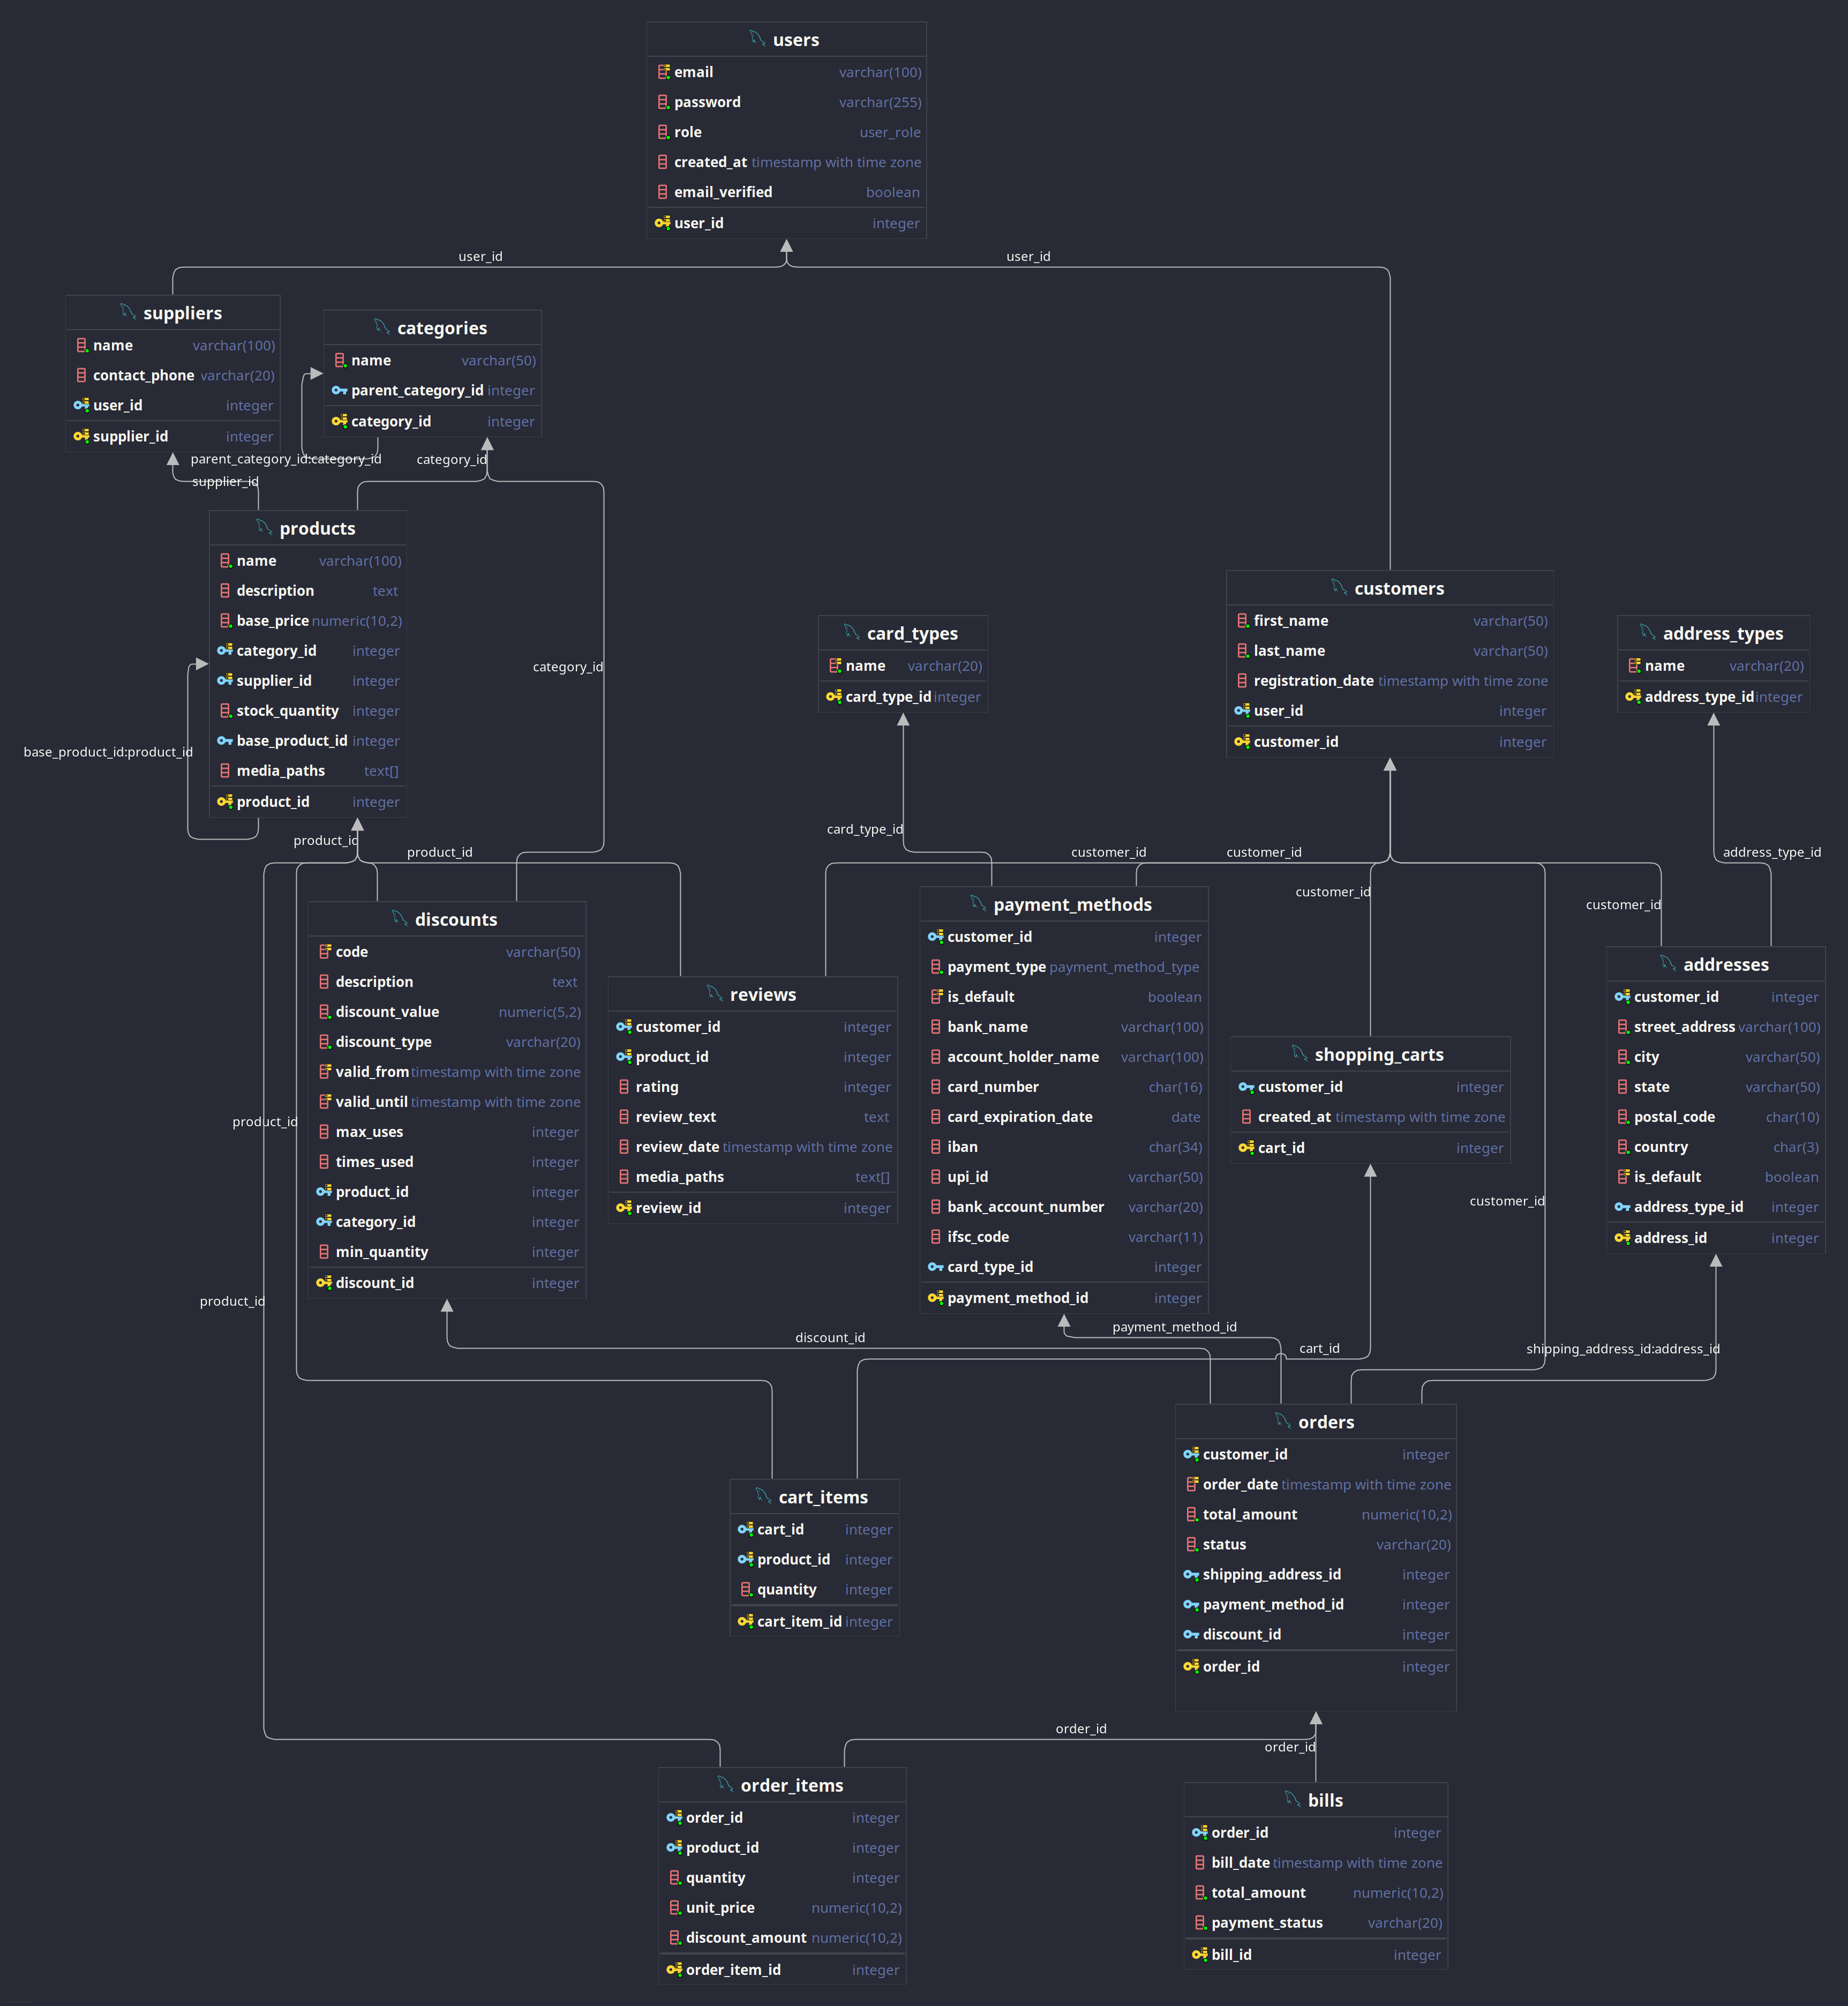 users
email varchar(100)
password varchar(255)
role user_role
created_at timestamp with time zone
email_verified boolean
user_id integer
user_id
user_id
suppliers
name varchar(100)
contact_phone varchar(20)
user_id integer
supplier_id integer
categories
name varchar(50)
parent_category_id integer
category_id integer
parent_category_id:category_id
category_id
supplier_id
products
name varchar(100)
description text
base_price numeric(10,2)
category_id integer
supplier_id integer
stock_quantity integer
base_product_id integer
media_paths text[]
product_id integer
category_id
base_product_id:product_id
card_types
name varchar(20)
card_type_id integer
customers
first_name varchar(50)
last_name varchar(50)
registration_date timestamp with time zone
user_id integer
customer_id integer
address_types
name varchar(20)
address_type_id integer
product_id
product_id
card_type_id
customer_id
customer_id
address_type_id
customer_id
customer_id
discounts
code varchar(50)
description text
discount_value numeric(5,2)
discount_type varchar(20)
valid_from timestamp with time zone
valid_until timestamp with time zone
max_uses integer
times_used integer
product_id integer
category_id integer
min_quantity integer
discount_id integer
reviews
customer_id integer
product_id integer
rating integer
review_text text
review_date timestamp with time zone
media_paths text[]
review_id integer
payment_methods
customer_id integer
payment_type payment_method_type
is_default boolean
bank_name varchar(100)
account_holder_name varchar(100)
card_number char(16)
card_expiration_date date
iban char(34)
upi_id varchar(50)
bank_account_number varchar(20)
ifsc_code varchar(11)
card_type_id integer
payment_method_id integer
shopping_carts
customer_id integer
created_at timestamp with time zone
cart_id integer
addresses
customer_id integer
street_address varchar(100)
city varchar(50)
state varchar(50)
postal_code char(10)
country char(3)
is_default boolean
address_type_id integer
address_id integer
product_id
customer_id
product_id
discount_id
payment_method_id
cart_id
shipping_address_id:address_id
cart_items
cart_id integer
product_id integer
quantity integer
cart_item_id integer
orders
customer_id integer
order_date timestamp with time zone
total_amount numeric(10,2)
status varchar(20)
shipping_address_id integer
payment_method_id integer
discount_id integer
order_id integer
order_id
order_id
order_items
order_id integer
product_id integer
quantity integer
unit_price numeric(10,2)
discount_amount numeric(10,2)
order_item_id integer
bills
order_id integer
bill_date timestamp with time zone
total_amount numeric(10,2)
payment_status varchar(20)
bill_id integer